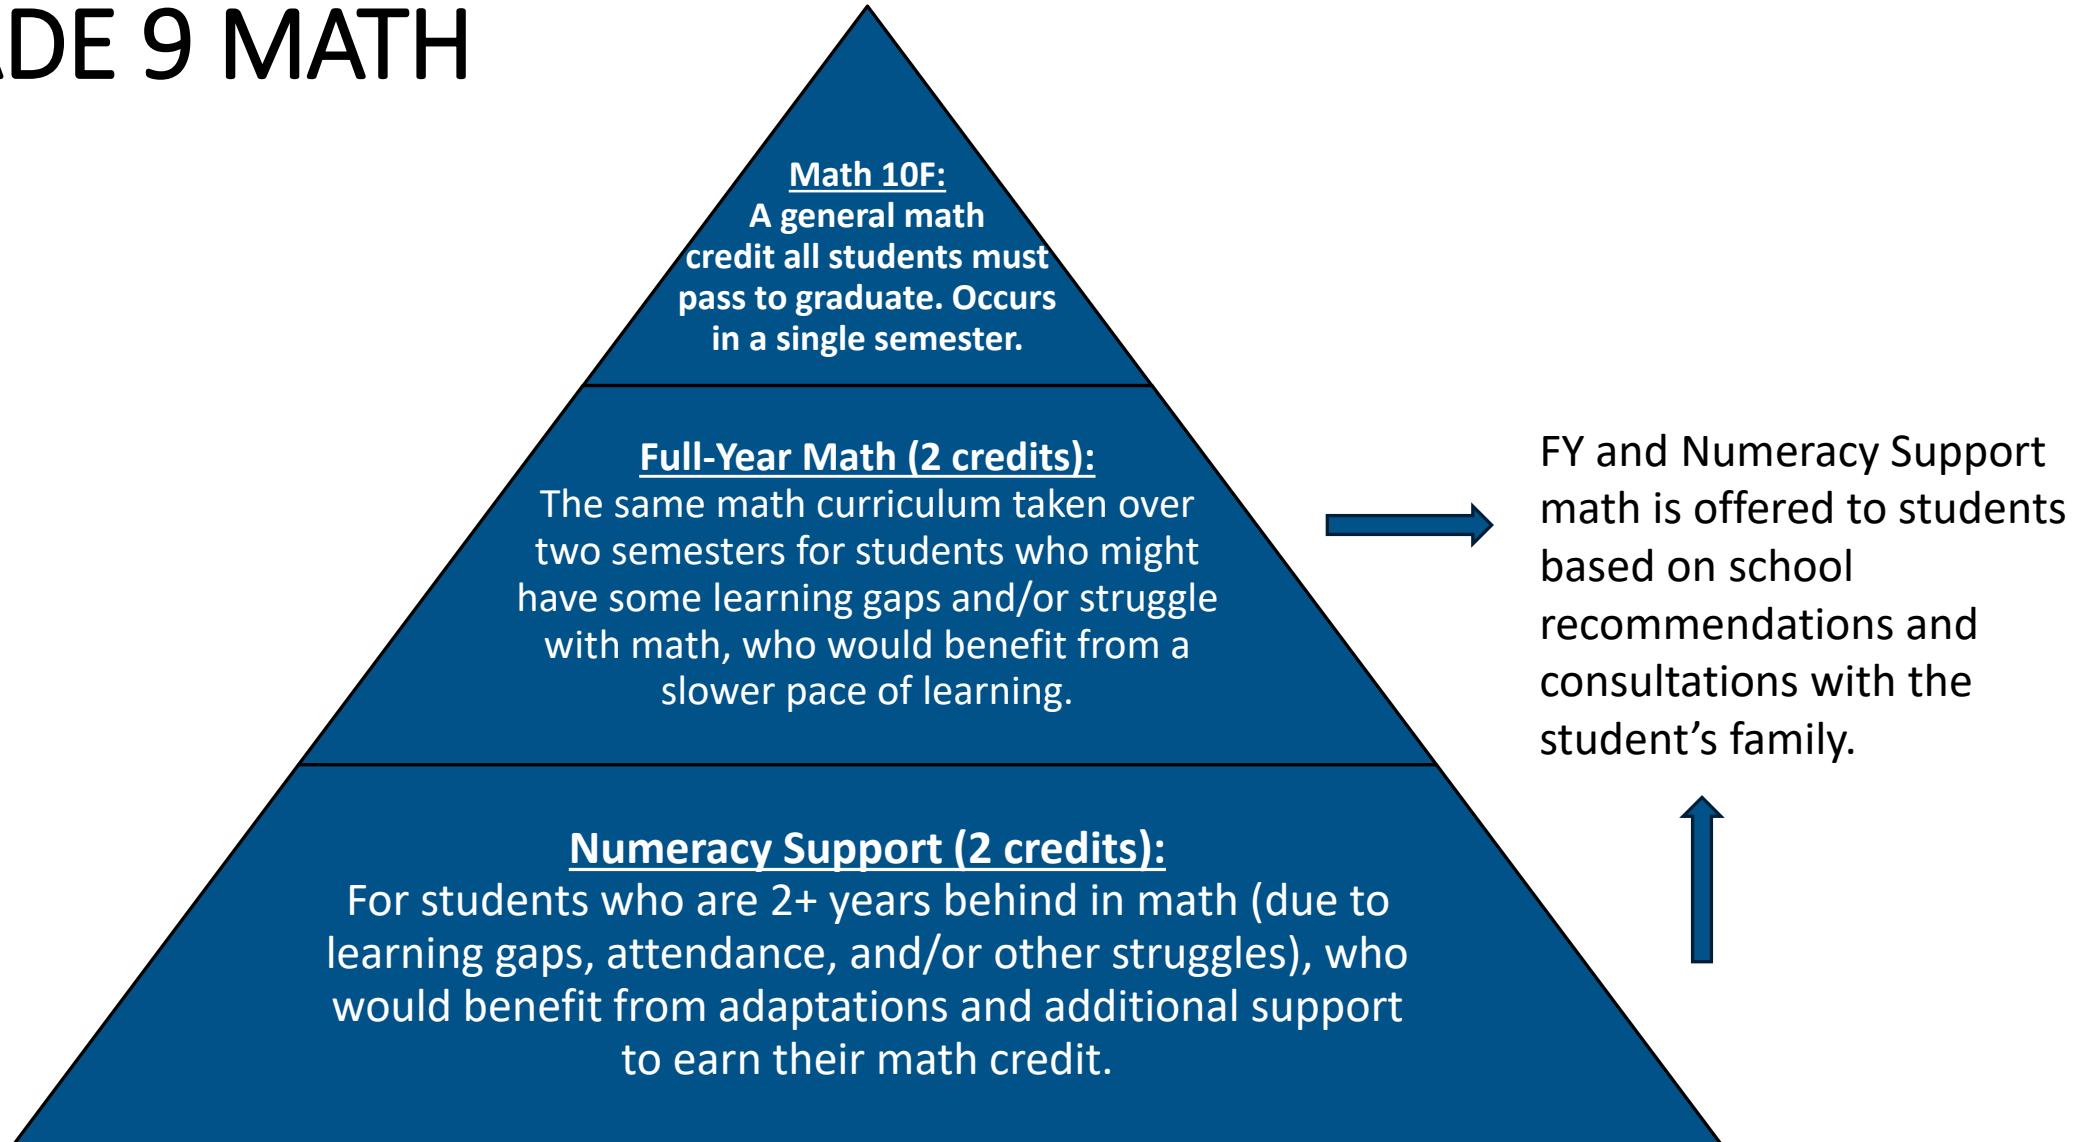 ADE 9 MATH
Math 10F:
A general math
credit all students must
pass to graduate. Occurs
in a single semester.
Full-Year Math (2 credits):
The same math curriculum taken over
two semesters for students who might
have some learning gaps and/or struggle
with math, who would benefit from a
slower pace of learning.
Numeracy Support (2 credits):
For students who are 2+ years behind in math (due to
learning gaps, attendance, and/or other struggles), who
would benefit from adaptations and additional support
to earn their math credit.
FY and Numeracy Support
math is offered to students
based on school
recommendations and
consultations with the
student’s family.